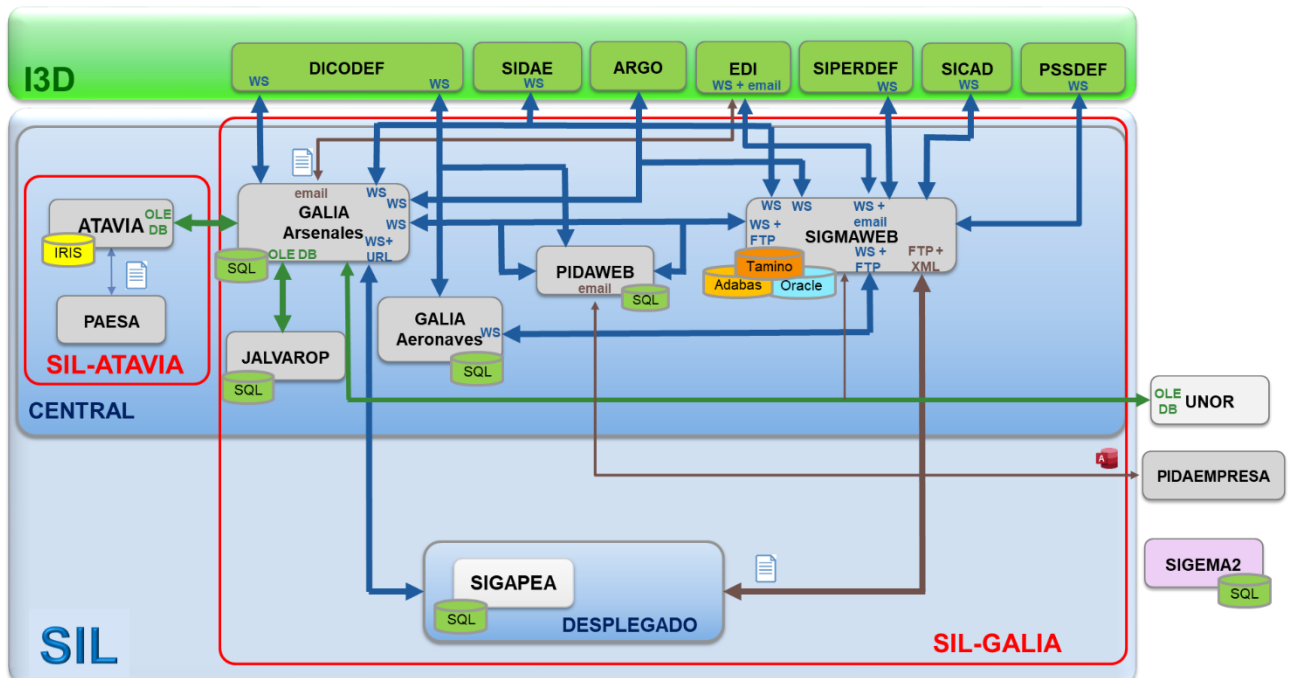 I3D
DICODEF
WS
WS
SIDAE
WS
ARGO
EDI
WS + email
SIPERDEF
WS
SICAD
WS
PSSDEF
WS
email
GALIA
Arsenales
WS
WS
WS
WS+
URL
OLE DB
SQL
ATAVIA
OLE
DB
IRIS
PAESA
SIL-ATAVIA
JALVAROP
SQL
CENTRAL
GALIA
Aeronaves
WS
SQL
PIDAWEB
email
SQL
WS
WS
WS +
email
WS +
FTP
SIGMAWEB
WS +
FTP
FTP +
XML
Tamino
Adabas
Oracle
OLE
DB
UNOR
A
PIDAEMPRESA
SIGEMA2
SQL
SIGAPEA
SQL
DESPLEGADO
SIL
SIL-GALIA